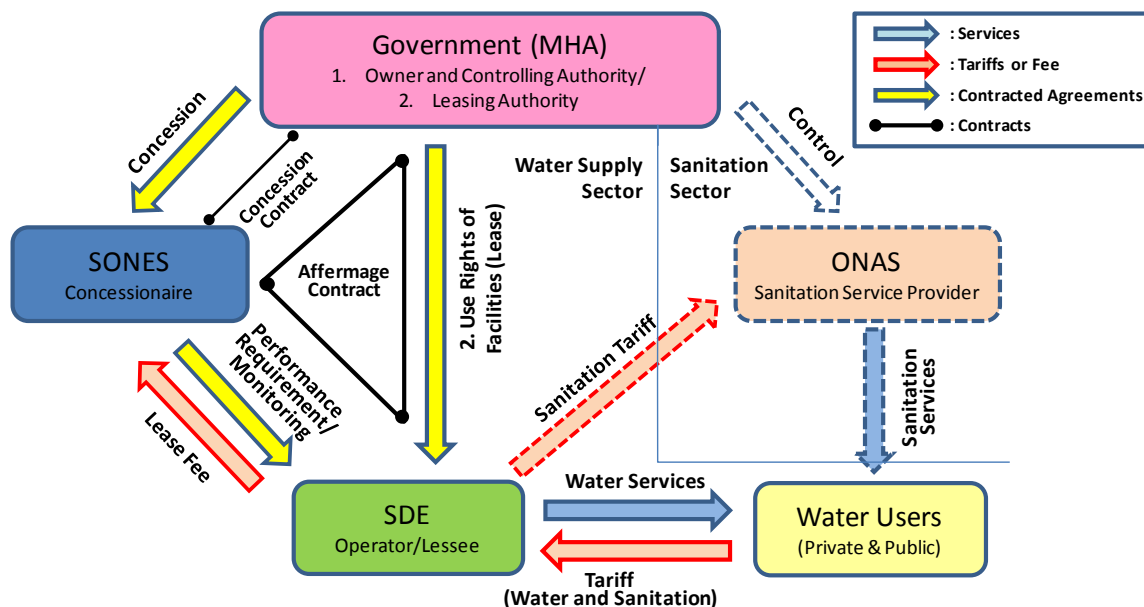 Government (MHA)
1. Owner and Controlling Authority/
2. Leasing Authority
: Services
: Tariffs or Fee
: Contracted Agreements
: Contracts
Concession
Concession
Contract
Water Supply
Sector
Sanitation
Sector
Control
SONES
Concessionaire
Affermage
Contract
2. Use Rights of
Facilities (Lease)
ONAS
Sanitation Service Provider
Performance
Requirement/
Monitoring
Lease Fee
Sanitation Tariff
Sanitation
Services
SDE
Operator/Lessee
Water Services
Tariff
(Water and Sanitation)
Water Users
(Private & Public)